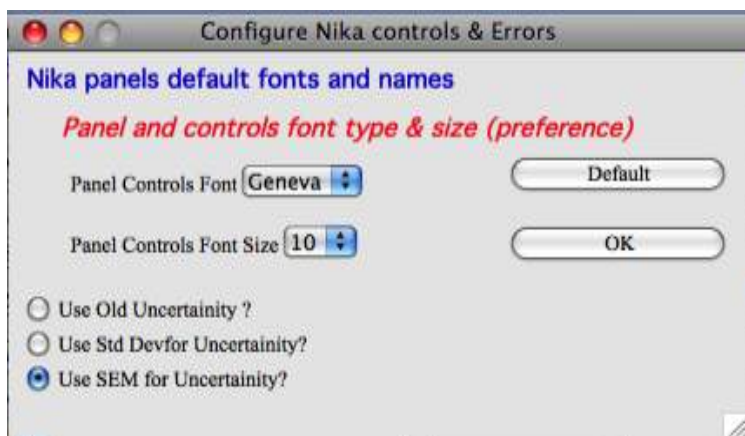 Configure Nika controls & Errors
Nika panels default fonts and names
Panel and controls font type & size (preference)
Panel Controls Font Geneva
Default
Panel Controls Font Size 10
OK
Use Old Uncertainity ?
Use Std Devfor Uncertainity?
Use SEM for Uncertainity?